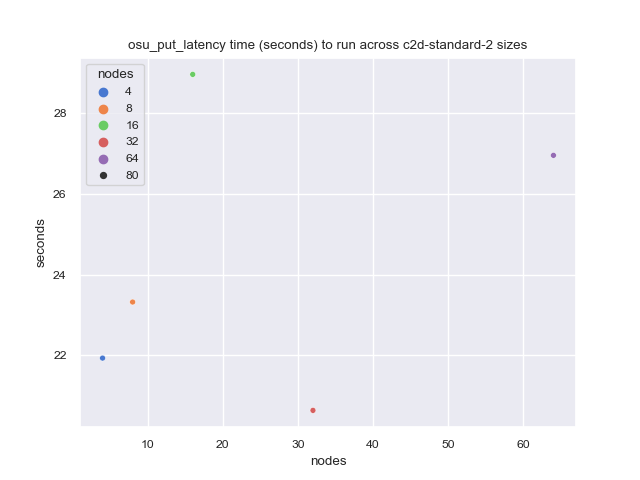 osu_put_latency time (seconds) to run across c2d-standard-2 sizes
nodes
4
8
16
32
64
80
28
26
24
22
seconds
10 20 30 40 50 60
nodes